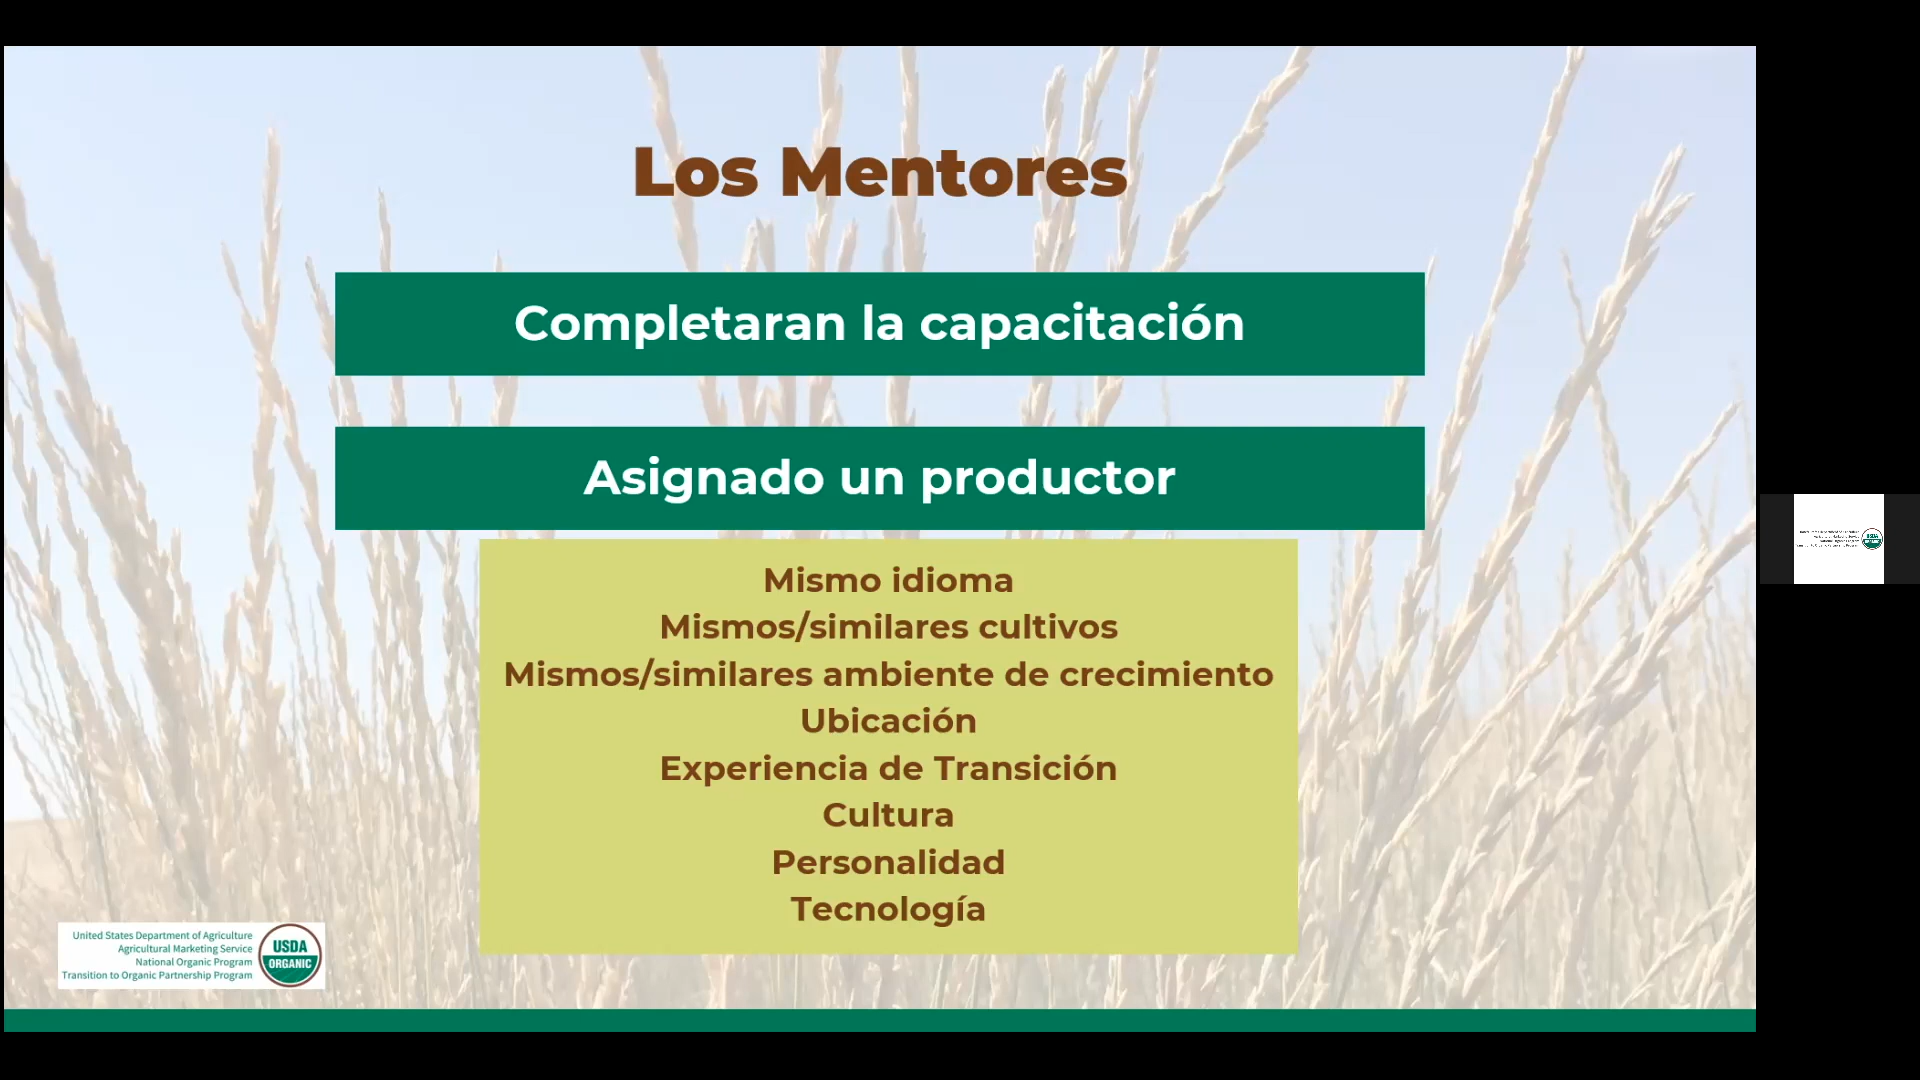 Los Mentores
Completaran la capacitación
Asignado un productor
Mismo idioma
Mismos/similares cultivos
Mismos/similares ambiente de crecimiento
Ubicación
Experiencia de Transición
Cultura
Personalidad
Tecnología
United States Department of Agriculture
Agricultural Marketing Service
National Organic Program
Transition to Organic Partnership Program
USDA
ORGANIC